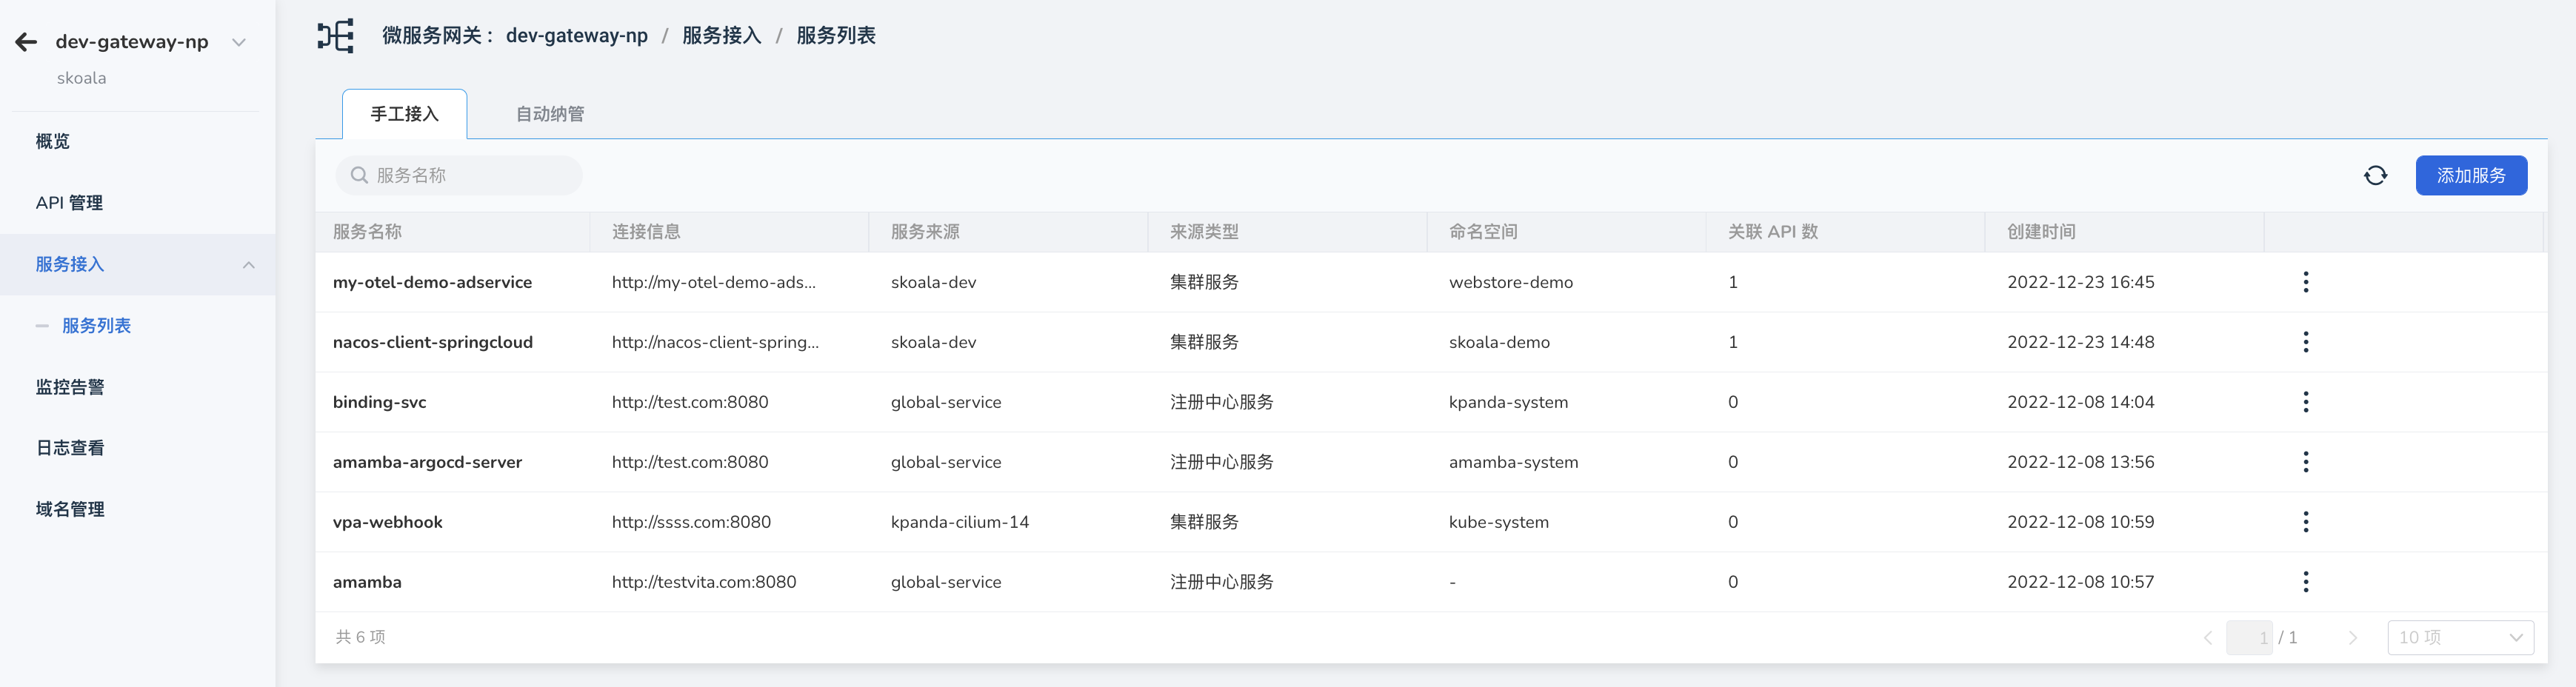 dev-gateway-np
skoala
概览
API 管理
服务接入
服务列表
监控告警
日志查看
域名管理
微服务网关： dev-gateway-np / 服务接入 / 服务列表
手工接入 自动纳管
服务名称 添加服务
服务名称 连接信息 服务来源 来源类型 命名空间 关联 API 数 创建时间
my-otel-demo-adservice http://my-otel-demo-ads... skoala-dev 集群服务 webstore-demo 1 2022-12-23 16:45
nacos-client-springcloud http://nacos-client-spring... skoala-dev 集群服务 skoala-demo 1 2022-12-23 14:48
binding-svc http://test.com:8080 global-service 注册中心服务 kpanda-system 0 2022-12-08 14:04
amamba-argocd-server http://test.com:8080 global-service 注册中心服务 amamba-system 0 2022-12-08 13:56
vpa-webhook http://ssss.com:8080 kpanda-cilium-14 集群服务 kube-system 0 2022-12-08 10:59
amamba http://testvita.com:8080 global-service 注册中心服务 - 0 2022-12-08 10:57
共 6 项 1 / 1 10 项